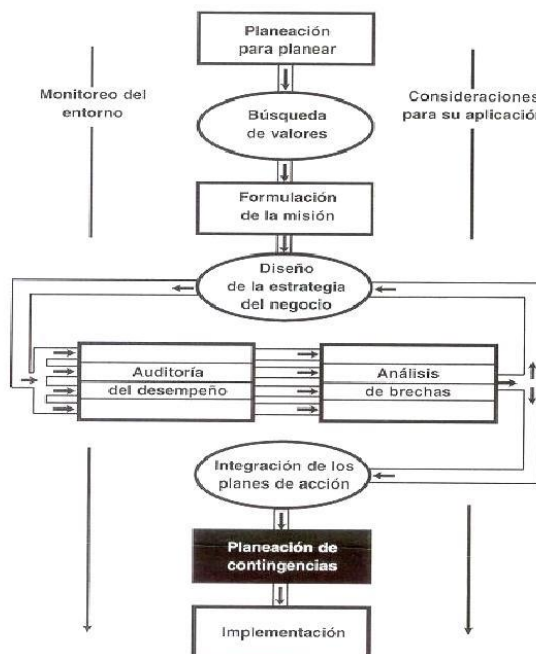 Planeación
para planear
Monitoreo del
entorno
Consideraciones
para su aplicación
Búsqueda
de valores
Formulación
de la misión
Diseño
de la estrategia
del negocio
Auditoría
del desempeño
Análisis
de brechas
Integración de los
planes de acción
Planeación de
contingencias
Implementación